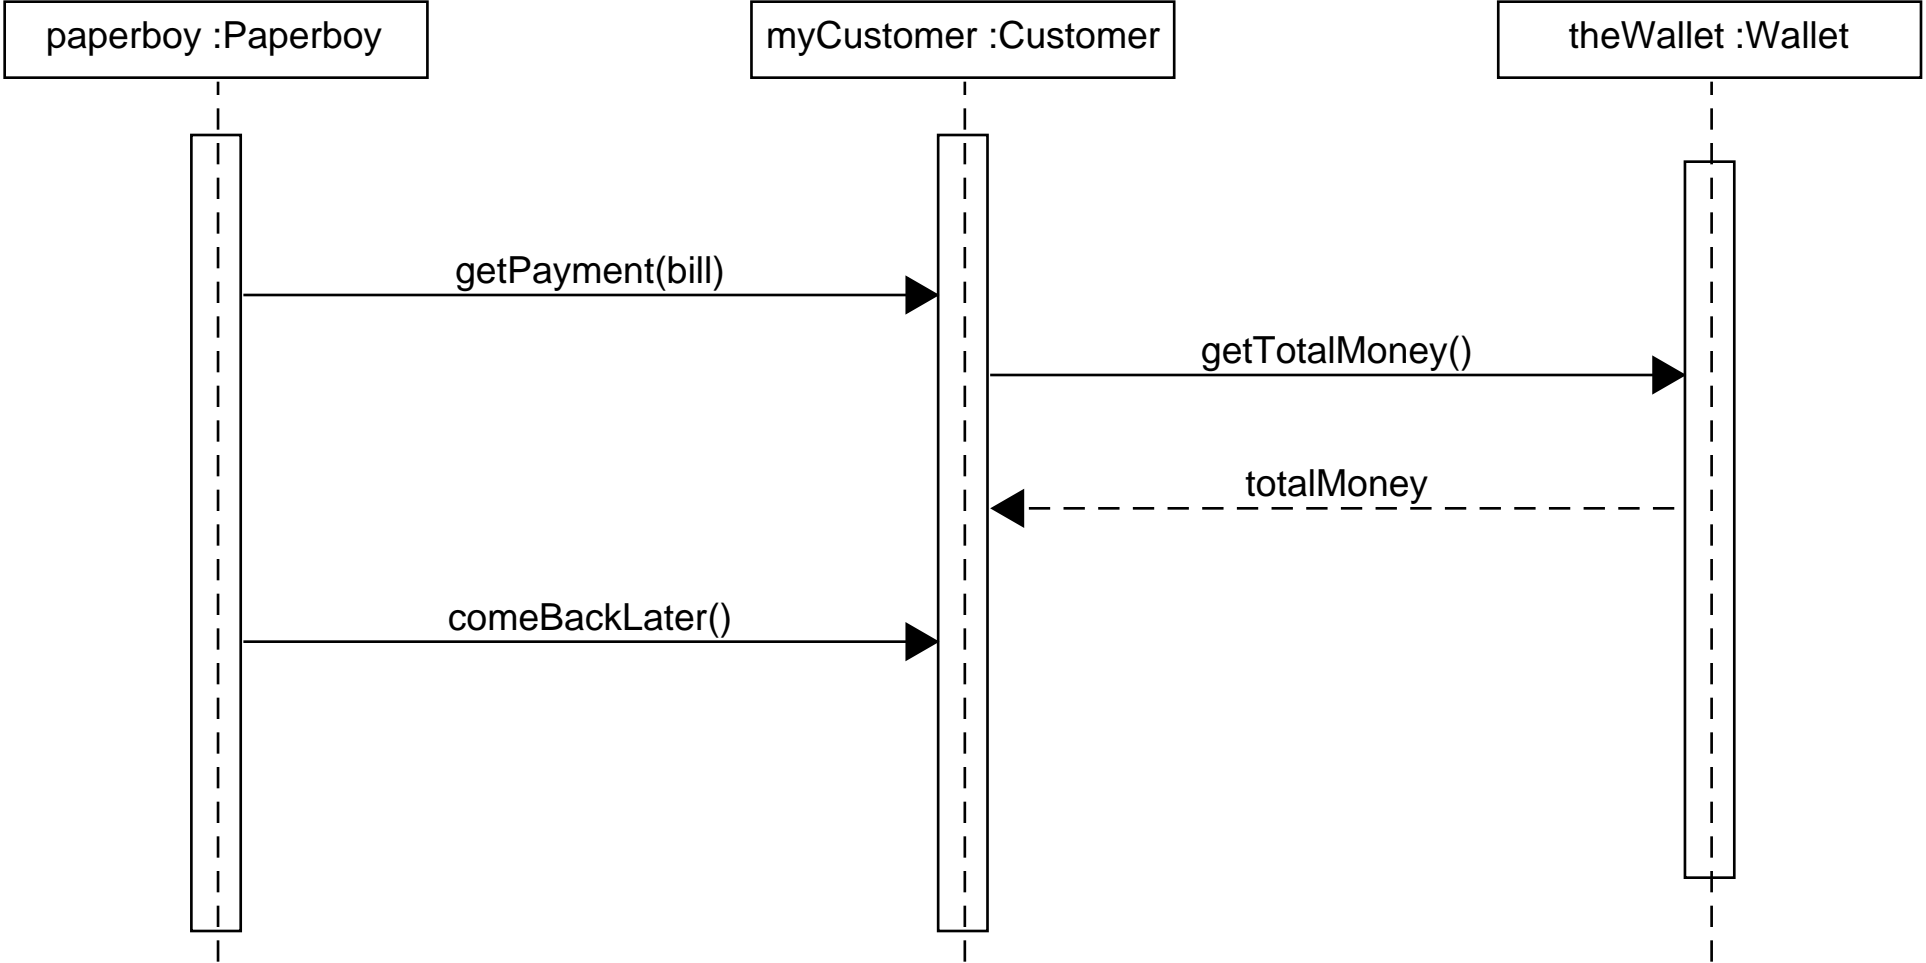 paperboy :Paperboy
myCustomer :Customer
theWallet :Wallet
getPayment(bill)
getTotalMoney()
totalMoney
comeBackLater()